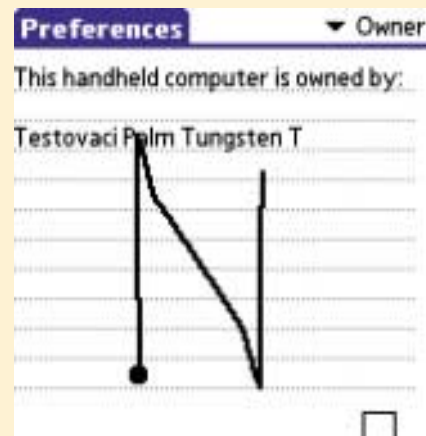 Preferences
Owner
This handheld computer is owned by:
Testovaci Palm Tungsten T